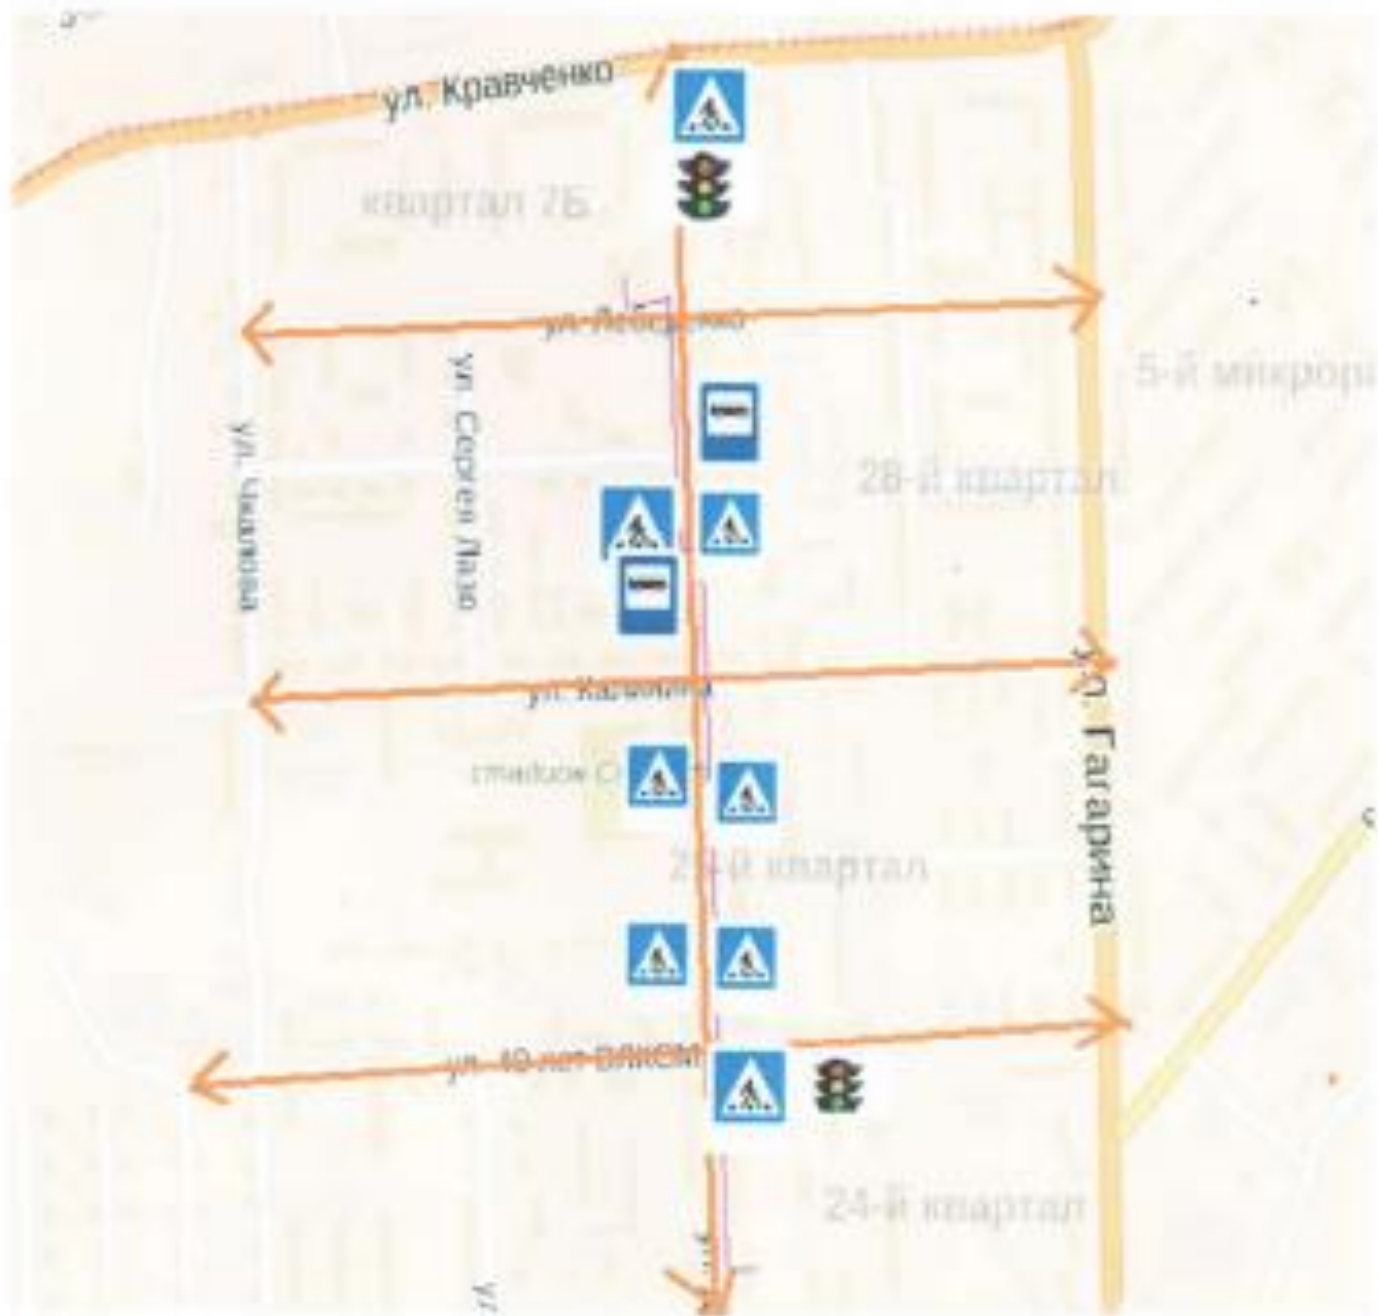 ул. Кравченко
квартал 7Б
ул. Лебеденко
5-й микрор
ул. Сергея Лазо
ул. Чкалова
28-й квартал
ул. Калинина
ул. Гагарина
стадион С
квартал
ул. 40 лет ВЛКСМ
24-й квартал